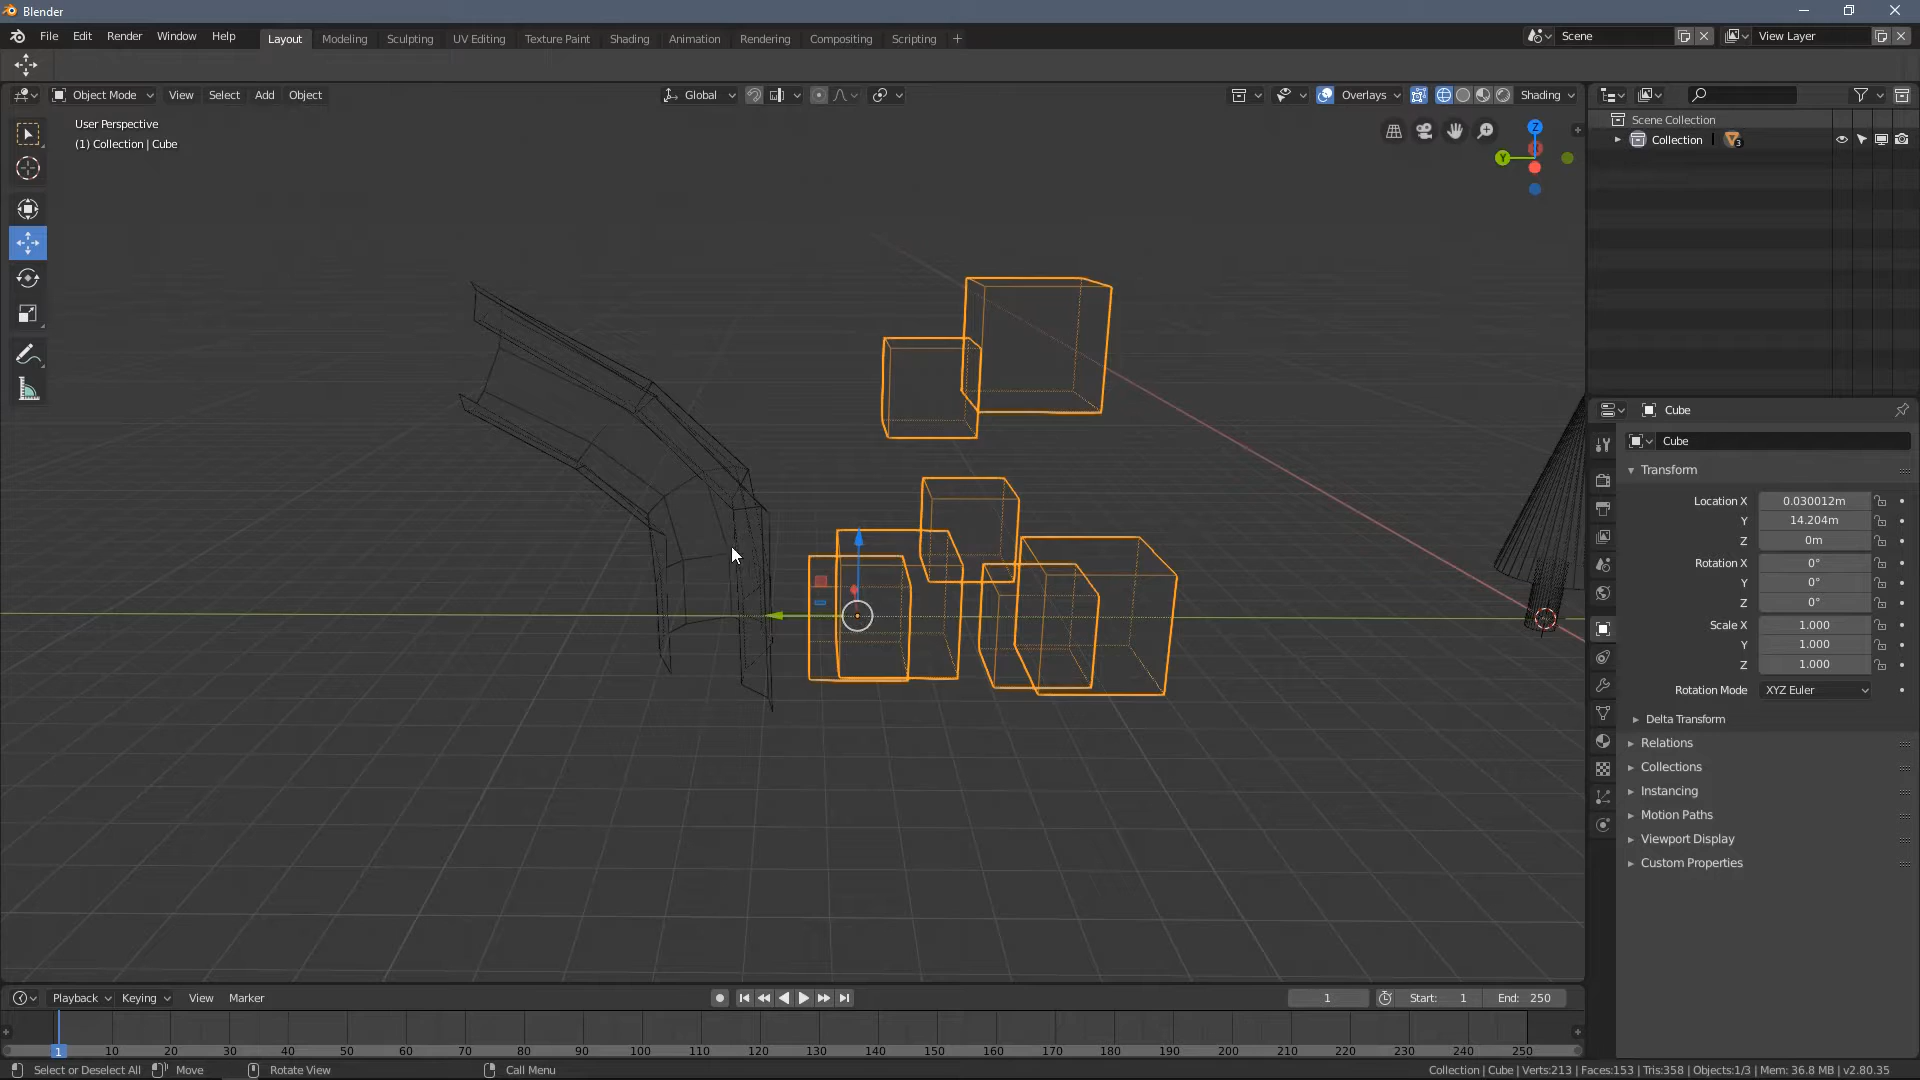 Blender
File Edit Render Window Help Layout Modeling Sculpting UV Editing Texture Paint Shading Animation Rendering Compositing Scripting + Scene View Layer
Object Mode View Select Add Object Global Overlays Shading
User Perspective
(1) Collection | Cube
Z
Y
Scene Collection
Collection 3
Cube
Cube
Transform
Location X 0.030012m
Y 14.204m
Z 0m
Rotation X 0°
Y 0°
Z 0°
Scale X 1.000
Y 1.000
Z 1.000
Rotation Mode XYZ Euler
Delta Transform
Relations
Collections
Instancing
Motion Paths
Viewport Display
Custom Properties
Playback Keying View Marker 1 Start: 1 End: 250
1 10 20 30 40 50 60 70 80 90 100 110 120 130 140 150 160 170 180 190 200 210 220 230 240 250
Select or Deselect All Move Rotate View Call Menu Collection | Cube | Verts:213 | Faces:153 | Tris:358 | Objects:1/3 | Mem: 36.8 MB | v2.80.35